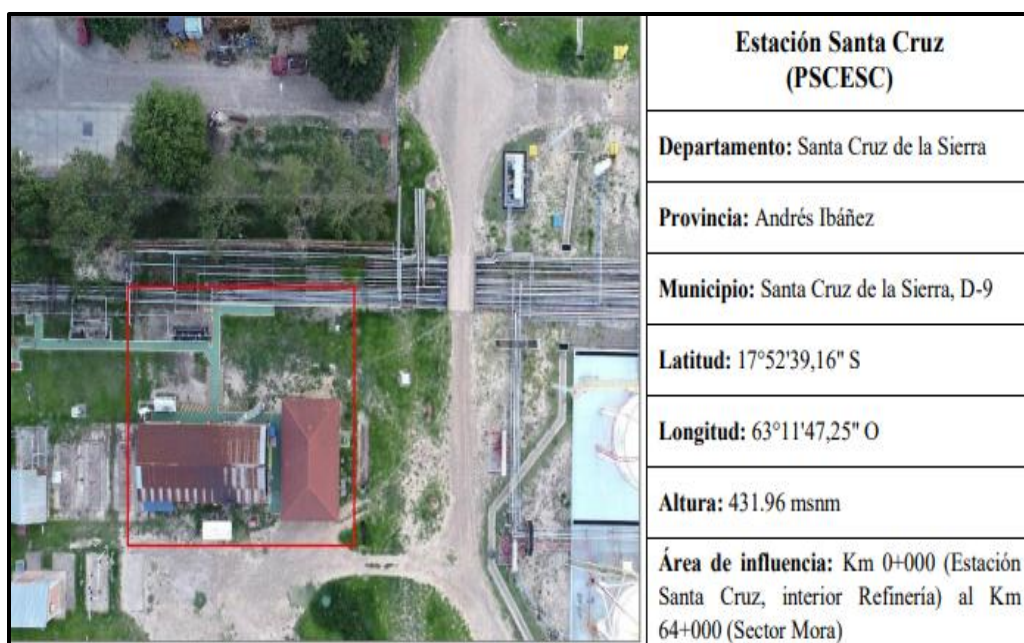 Estación Santa Cruz
(PSCESC)
Departamento: Santa Cruz de la Sierra
Provincia: Andrés Ibáñez
Municipio: Santa Cruz de la Sierra, D-9
Latitud: 17°52'39,16" S
Longitud: 63°11'47,25" O
Altura: 431.96 msnm
Área de influencia: Km 0+000 (Estación
Santa Cruz, interior Refinería) al Km
64+000 (Sector Mora)